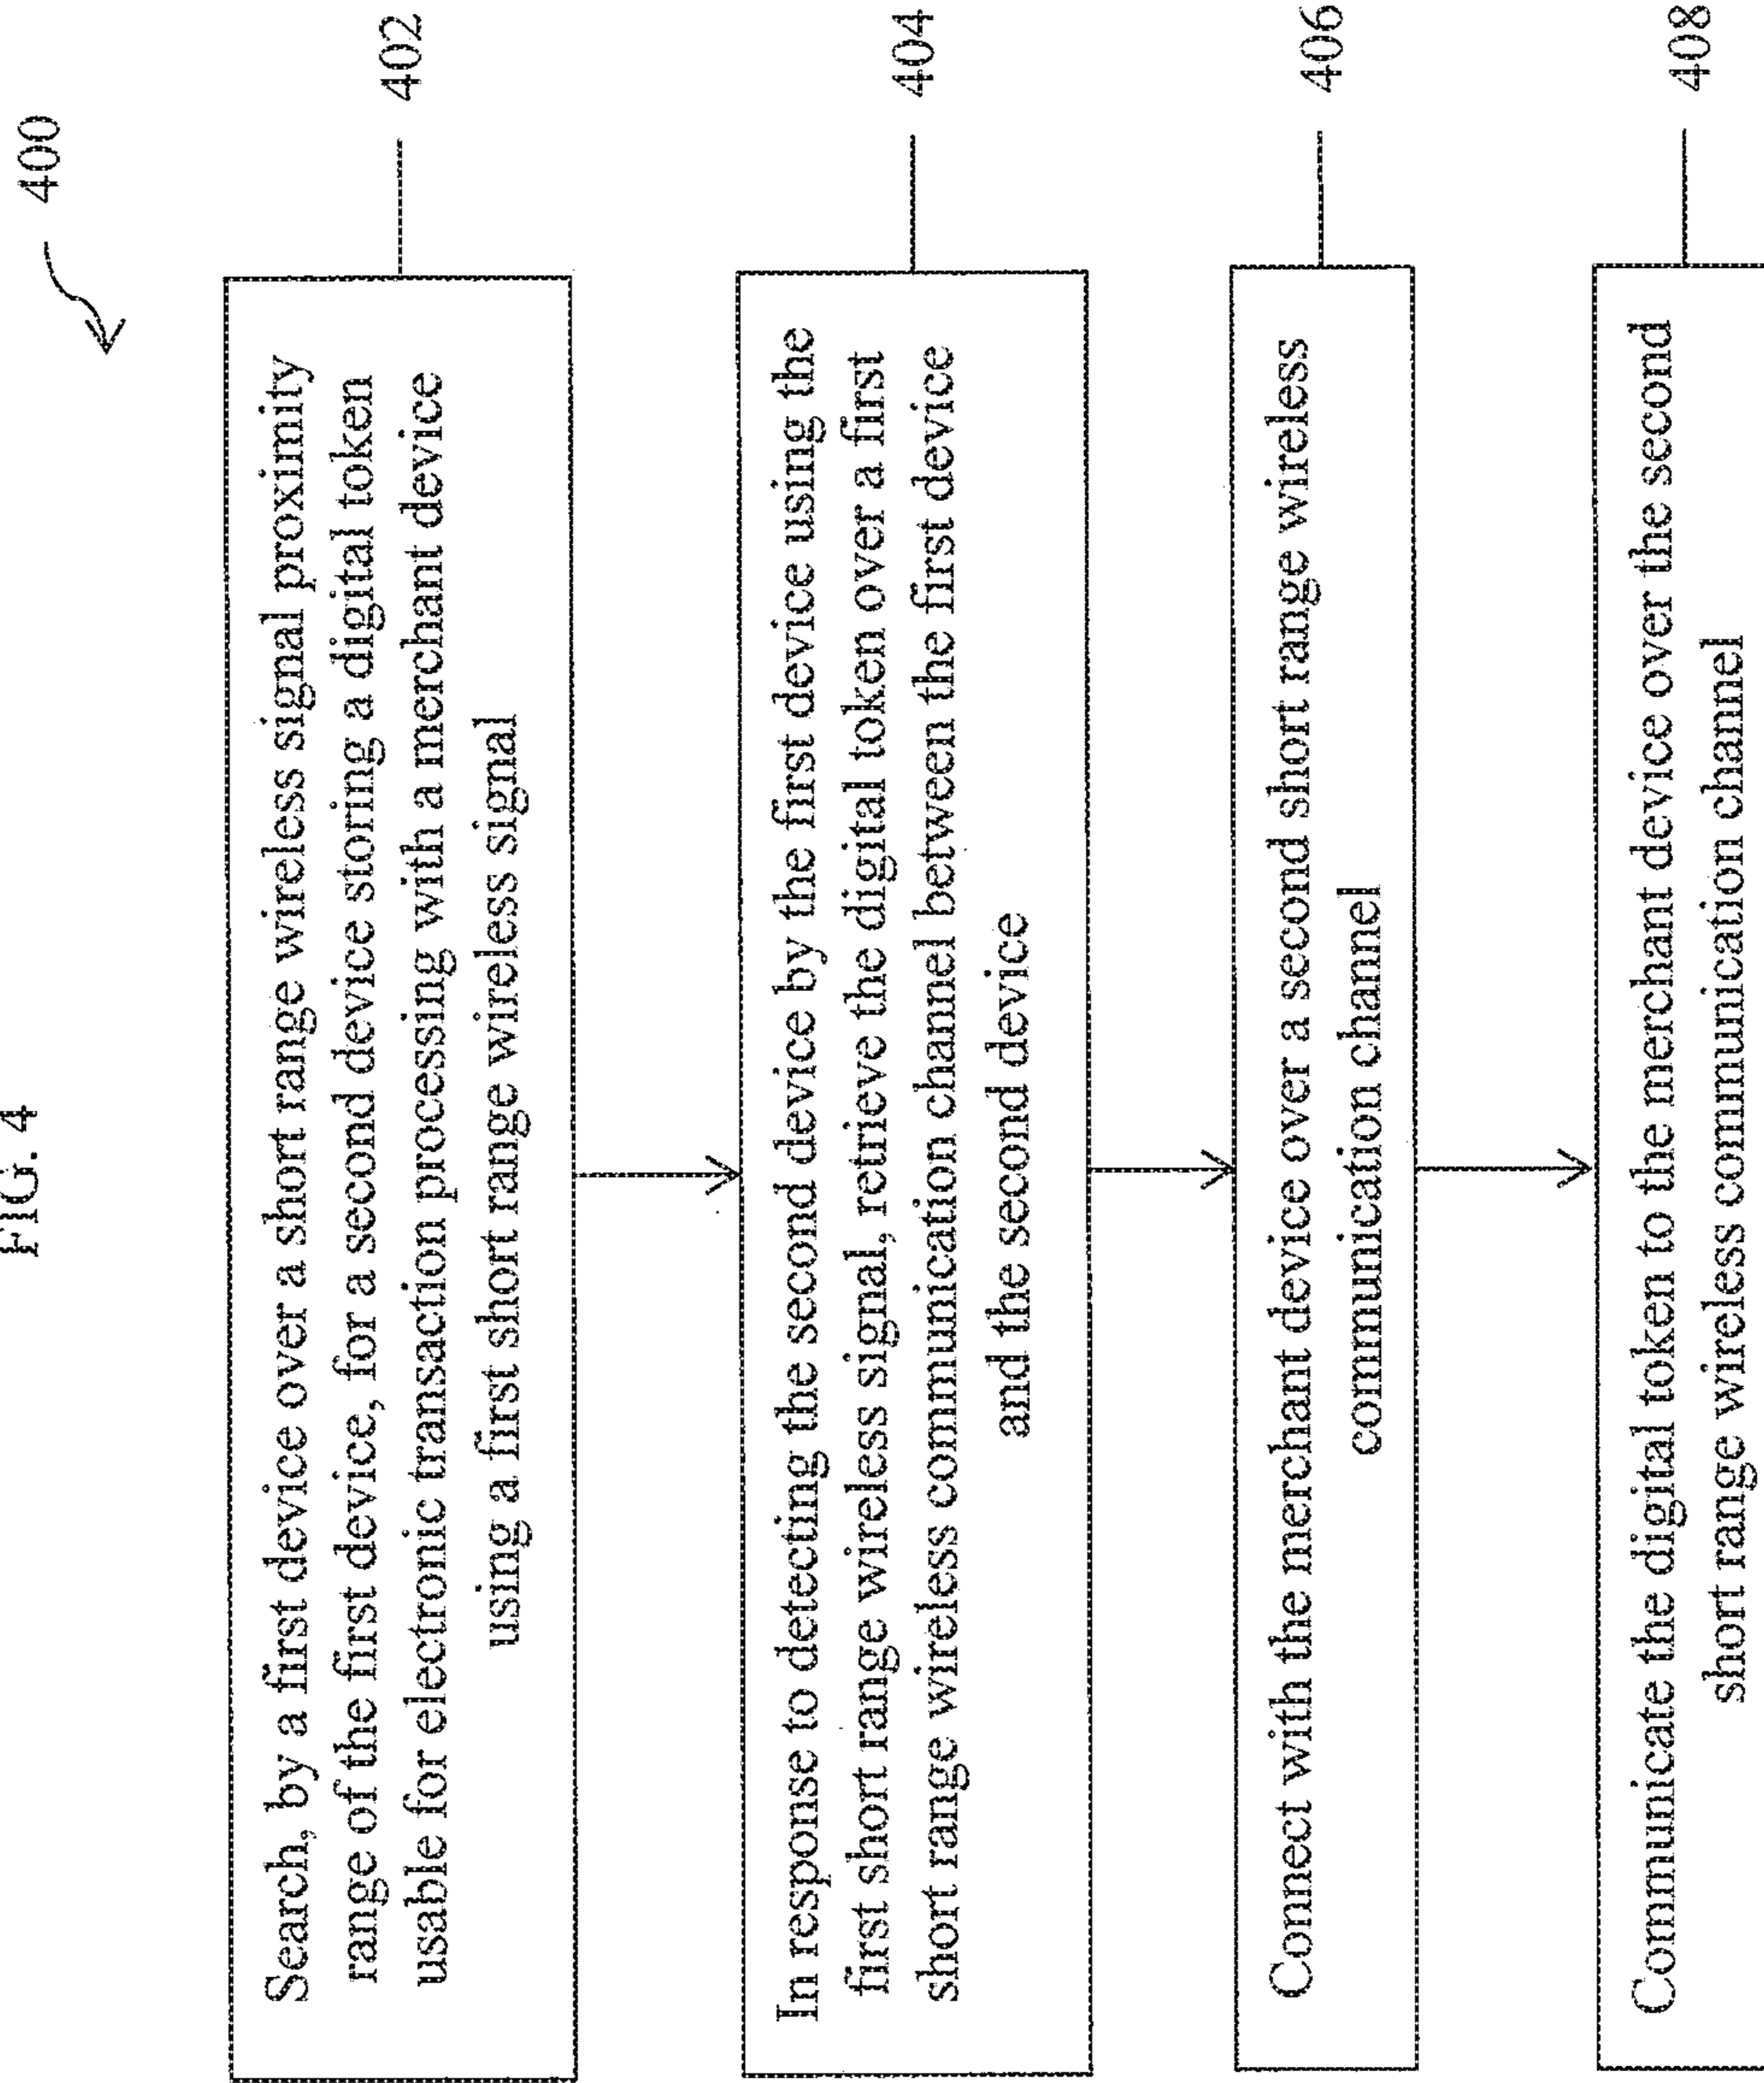 FIG. 4
400
Search, by a first device over a short range wireless signal proximity
range of the first device, for a second device storing a digital token
usable for electronic transaction processing with a merchant device
using a first short range wireless signal
402
In response to detecting the second device by the first device using the
first short range wireless signal, retrieve the digital token over a first
short range wireless communication channel between the first device
and the second device
404
Connect with the merchant device over a second short range wireless
communication channel
406
Communicate the digital token to the merchant device over the second
short range wireless communication channel
408